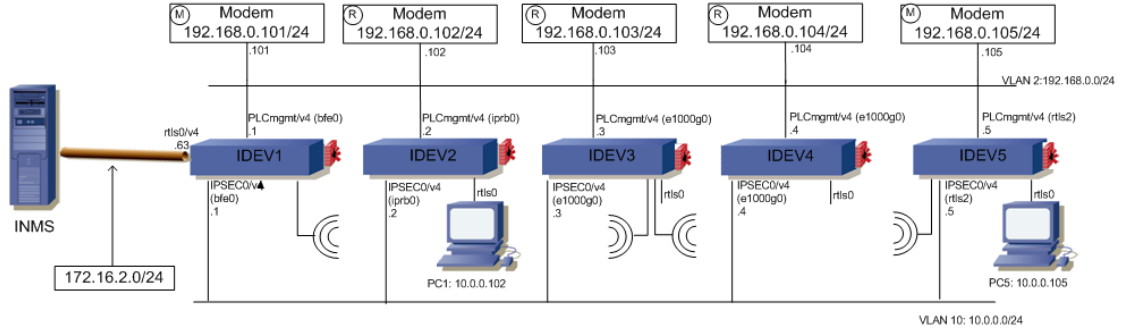 M
Modem
192.168.0.101/24
.101
R
Modem
192.168.0.102/24
.102
R
Modem
192.168.0.103/24
.103
R
Modem
192.168.0.104/24
.104
M
Modem
192.168.0.105/24
.105
VLAN 2:192.168.0.0/24
rtls0/v4
.63
PLCmgmt/v4 (bfe0)
.1
PLCmgmt/v4 (iprb0)
.2
PLCmgmt/v4 (e1000g0)
.3
PLCmgmt/v4 (e1000g0)
.4
PLCmgmt/v4 (rtls2)
.5
IDEV1
IDEV2
IDEV3
IDEV4
IDEV5
INMS
IPSEC0/v4
(bfe0)
.1
IPSEC0/v4
(iprb0)
.2
rtls0
IPSEC0/v4
(e1000g0)
.3
rtls0
IPSEC0/v4
(e1000g0)
.4
rtls0
IPSEC0/v4
(rtls2)
.5
rtls0
172.16.2.0/24
PC1: 10.0.0.102
PC5: 10.0.0.105
VLAN 10: 10.0.0.0/24